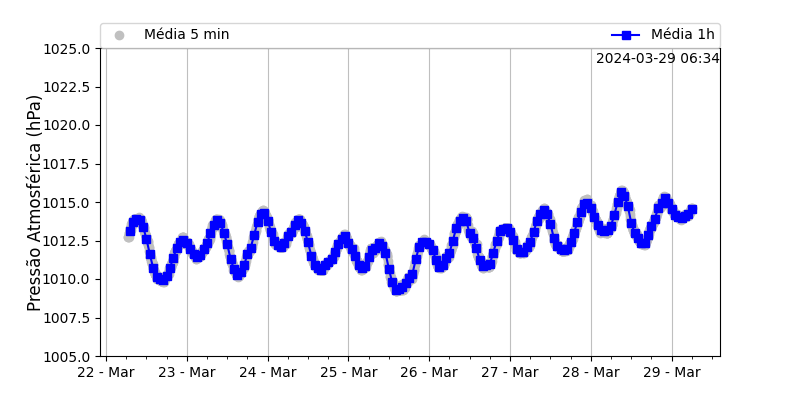 Média 5 min
Média 1h
2024-03-29 06:34
Pressão Atmosférica (hPa)
1025.0
1022.5
1020.0
1017.5
1015.0
1012.5
1010.0
1007.5
1005.0
22 - Mar
23 - Mar
24 - Mar
25 - Mar
26 - Mar
27 - Mar
28 - Mar
29 - Mar